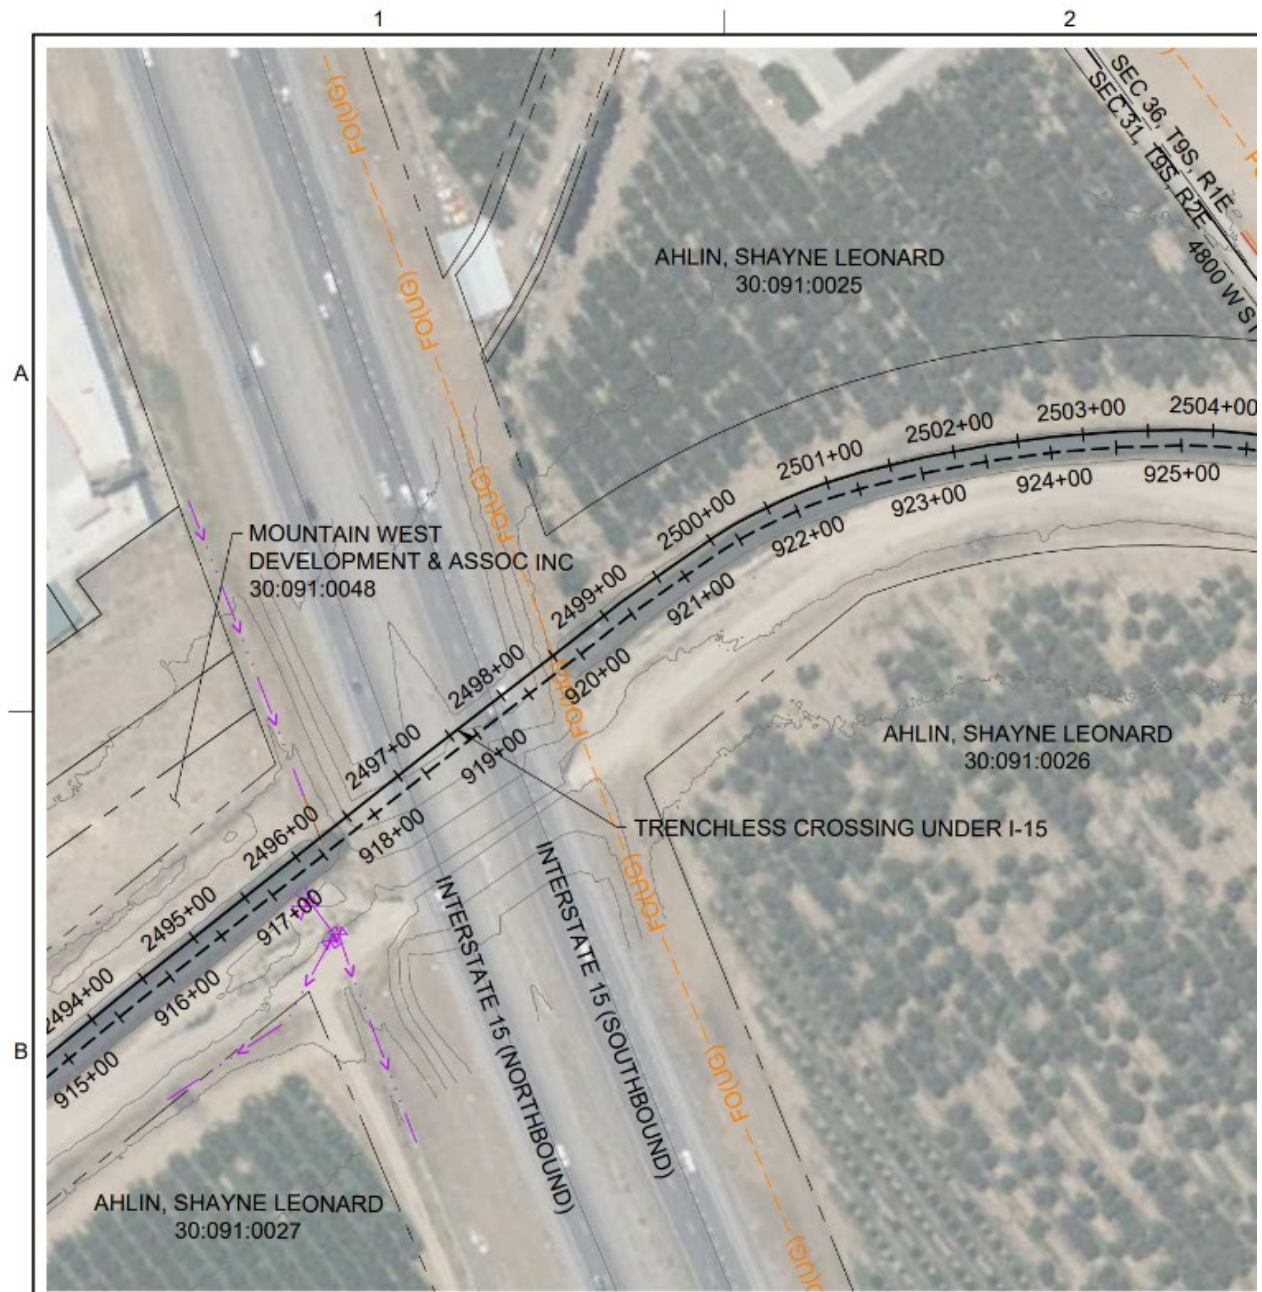 1
2
FO(UG)
SEC 36, T9S, R1E
SEC 31, T9S, R2E
4800 W ST
AHLIN, SHAYNE LEONARD
30:091:0025
FO(UG)
A
2504+00
2503+00
2502+00
2501+00
2500+00
2499+00
2498+00
2497+00
2496+00
2495+00
2494+00
925+00
924+00
923+00
922+00
921+00
920+00
919+00
918+00
917+00
916+00
915+00
FO(UG)
MOUNTAIN WEST
DEVELOPMENT & ASSOC INC
30:091:0048
FO(UG)
AHLIN, SHAYNE LEONARD
30:091:0026
TRENCHLESS CROSSING UNDER I-15
INTERSTATE 15 (NORTHBOUND)
INTERSTATE 15 (SOUTHBOUND)
FO(UG)
B
FO(UG)
AHLIN, SHAYNE LEONARD
30:091:0027
FO(UG)